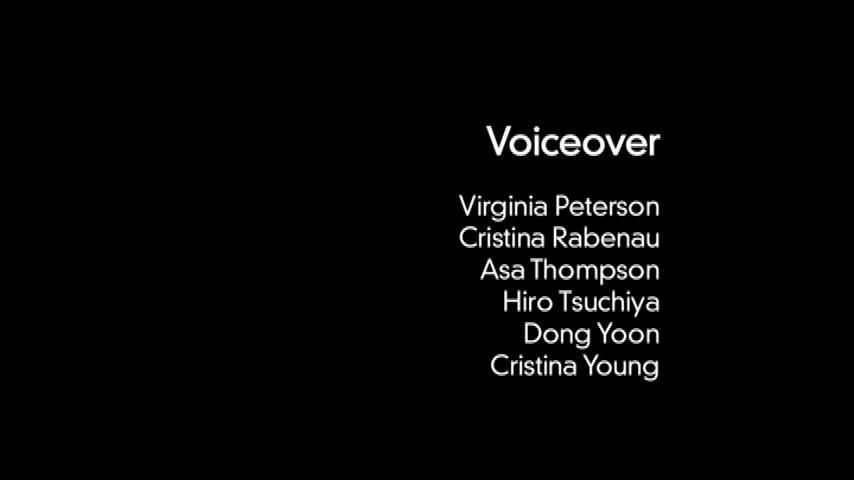 Voiceover
Virginia Peterson
Cristina Rabenau
Asa Thompson
Hiro Tsuchiya
Dong Yoon
Cristina Young